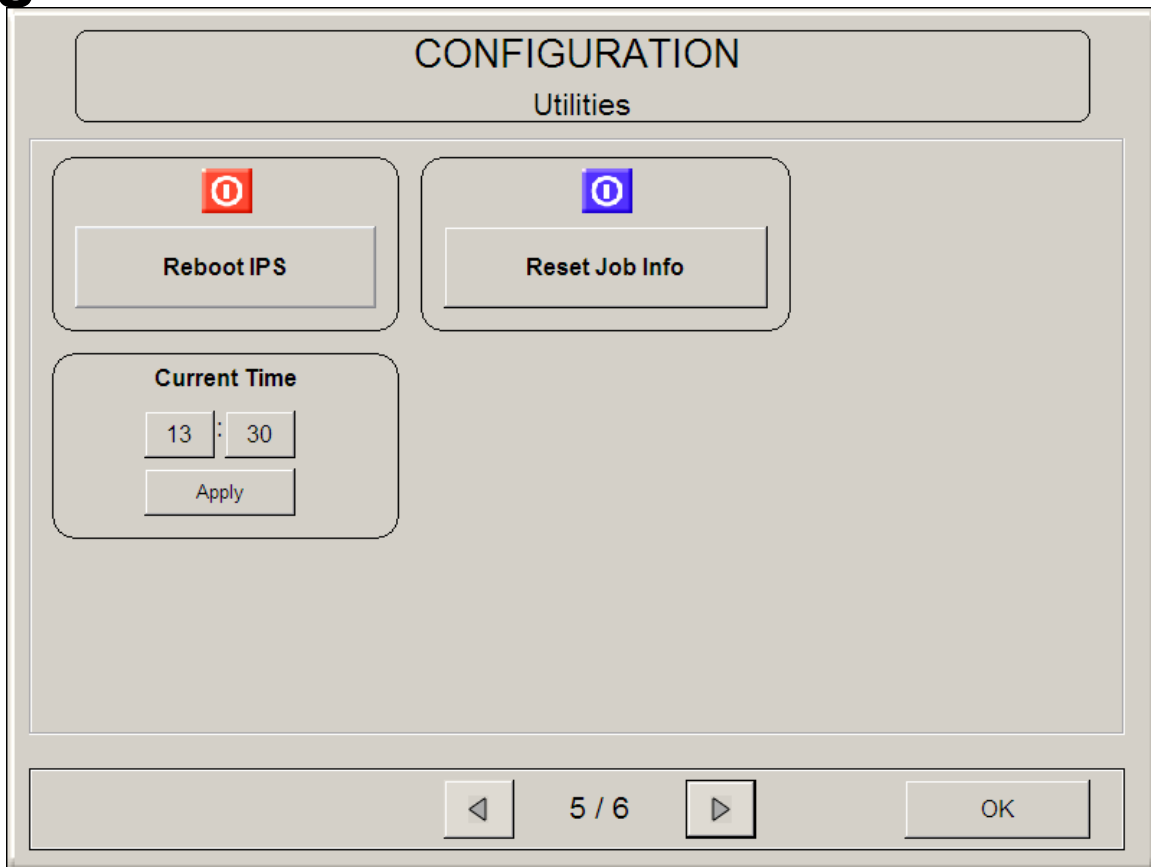 CONFIGURATION
Utilities
Reboot IPS
Reset Job Info
Current Time
13 : 30
Apply
5 / 6
OK